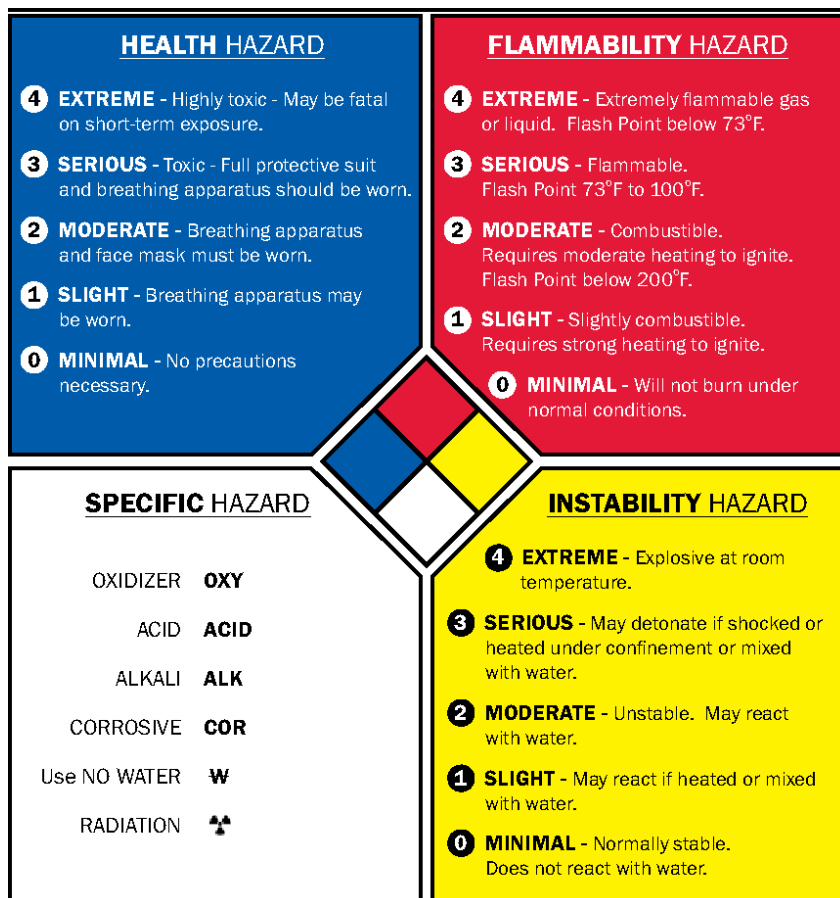 HEALTH HAZARD
4 EXTREME - Highly toxic - May be fatal
on short-term exposure.
3 SERIOUS - Toxic - Full protective suit
and breathing apparatus should be worn.
2 MODERATE - Breathing apparatus
and face mask must be worn.
1 SLIGHT - Breathing apparatus may
be worn.
0 MINIMAL - No precautions
necessary.
FLAMMABILITY HAZARD
4 EXTREME - Extremely flammable gas
or liquid. Flash Point below 73°F.
3 SERIOUS - Flammable.
Flash Point 73°F to 100°F.
2 MODERATE - Combustible.
Requires moderate heating to ignite.
Flash Point below 200°F.
1 SLIGHT - Slightly combustible.
Requires strong heating to ignite.
0 MINIMAL - Will not burn under
normal conditions.
SPECIFIC HAZARD
OXIDIZER OXY
ACID ACID
ALKALI ALK
CORROSIVE COR
Use NO WATER W̶
RADIATION ☢
INSTABILITY HAZARD
4 EXTREME - Explosive at room
temperature.
3 SERIOUS - May detonate if shocked or
heated under confinement or mixed
with water.
2 MODERATE - Unstable. May react
with water.
1 SLIGHT - May react if heated or mixed
with water.
0 MINIMAL - Normally stable.
Does not react with water.